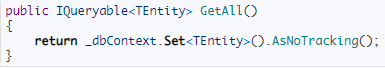 public IQueryable<TEntity> GetAll()
{
    return _dbContext.Set<TEntity>().AsNoTracking();
}